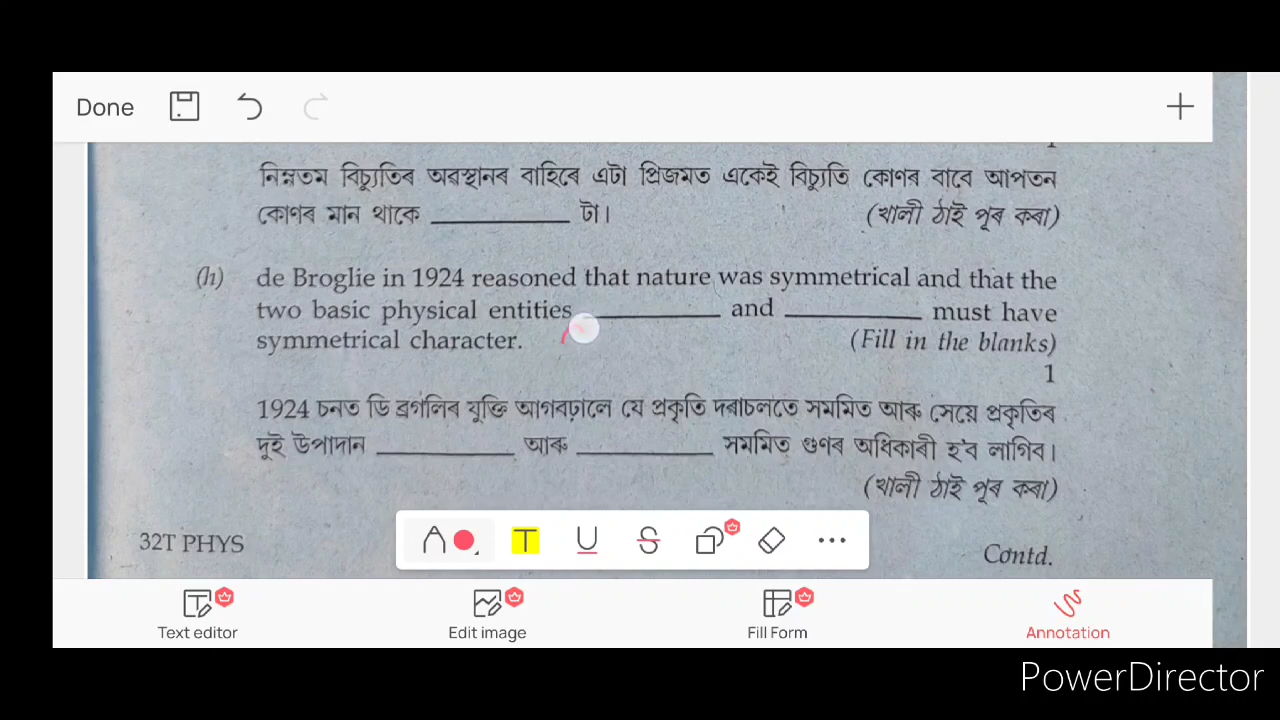 Done
নিম্নতম বিচ্যুতিৰ অৱস্থানৰ বাহিৰে এটা প্ৰিজমত একেই বিচ্যুতি কোণৰ বাবে আপতন
কোণৰ মান থাকে ____________ টা। (খালী ঠাই পূৰ কৰা)
(h) de Broglie in 1924 reasoned that nature was symmetrical and that the
two basic physical entities ____________ and ____________ must have
symmetrical character. (Fill in the blanks)
1
1924 চনত ডি ব্ৰগলিৰ যুক্তি আগবঢ়ালে যে প্ৰকৃতি দৰাচলতে সমমিত আৰু সেয়ে প্ৰকৃতিৰ
দুই উপাদান ____________ আৰু ____________ সমমিত গুণৰ অধিকাৰী হ'ব লাগিব।
(খালী ঠাই পূৰ কৰা)
32T PHYS Contd.
Text editor Edit image Fill Form Annotation
PowerDirector